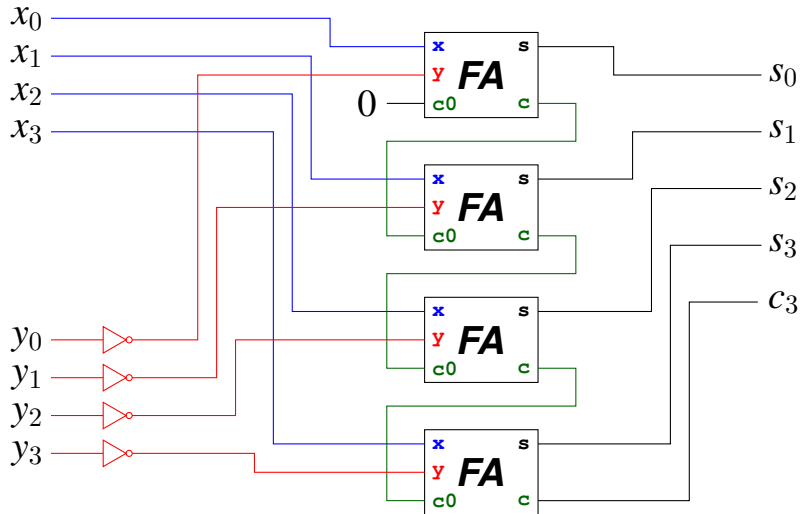 x₀
x₁
x₂
x₃
y₀
y₁
y₂
y₃
0
x s
y FA
c0 c
x s
y FA
c0 c
x s
y FA
c0 c
x s
y FA
c0 c
s₀
s₁
s₂
s₃
c₃